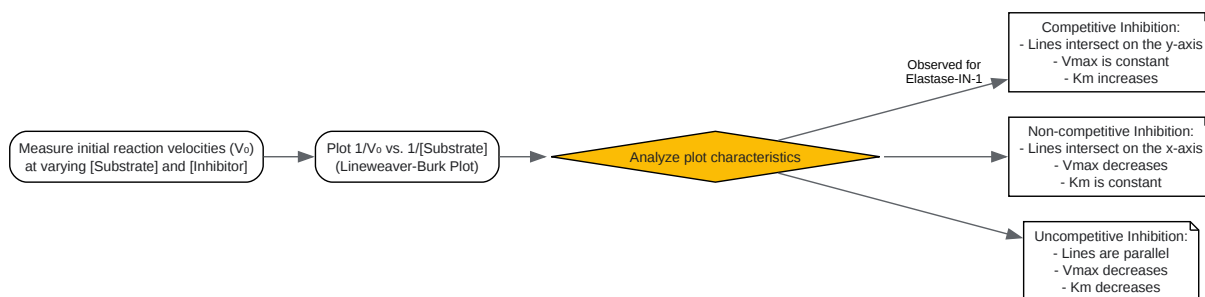 Measure initial reaction velocities (V₀)
at varying [Substrate] and [Inhibitor]
Plot 1/V₀ vs. 1/[Substrate]
(Lineweaver-Burk Plot)
Analyze plot characteristics
Observed for
Elastase-IN-1
Competitive Inhibition:
- Lines intersect on the y-axis
- Vmax is constant
- Km increases
Non-competitive Inhibition:
- Lines intersect on the x-axis
- Vmax decreases
- Km is constant
Uncompetitive Inhibition:
- Lines are parallel
- Vmax decreases
- Km decreases